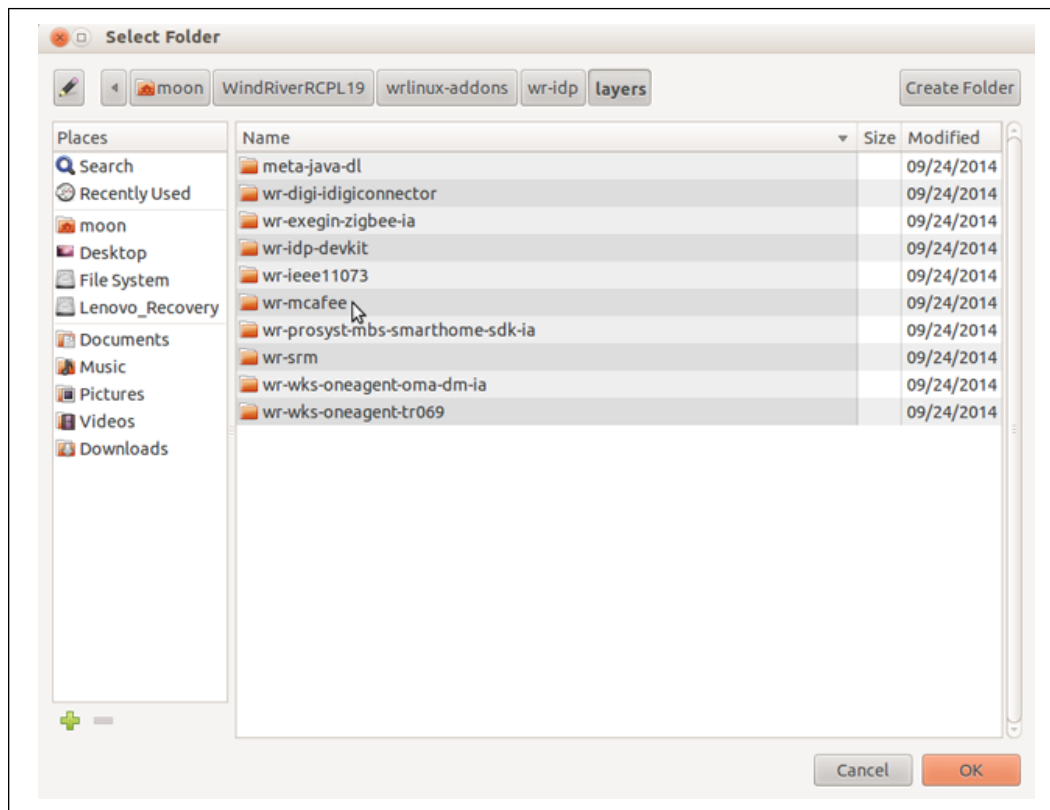 Select Folder
moon WindRiverRCPL19 wrlinux-addons wr-idp layers Create Folder
Places
Search
Recently Used
moon
Desktop
File System
Lenovo_Recovery
Documents
Music
Pictures
Videos
Downloads
Name Size Modified
meta-java-dl 09/24/2014
wr-digi-idigiconnector 09/24/2014
wr-exegin-zigbee-ia 09/24/2014
wr-idp-devkit 09/24/2014
wr-ieee11073 09/24/2014
wr-mcafee 09/24/2014
wr-prosyst-mbs-smarthome-sdk-ia 09/24/2014
wr-srm 09/24/2014
wr-wks-oneagent-oma-dm-ia 09/24/2014
wr-wks-oneagent-tr069 09/24/2014
Cancel OK